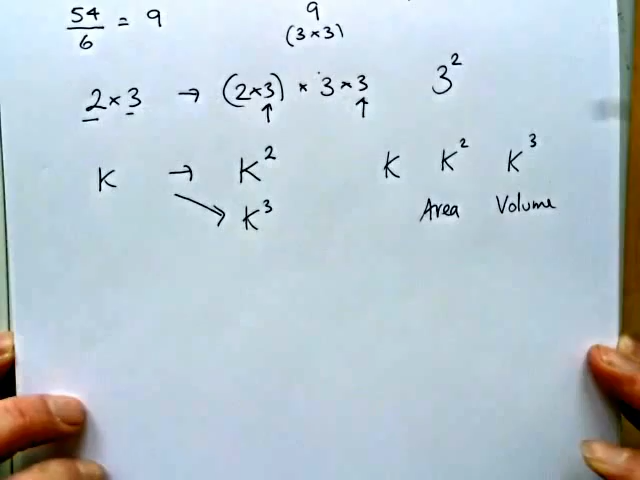 54/6 = 9
9
(3×3)
2×3 → (2×3) × 3×3 3²
↑ ↑
K → K² K K² K³
↘ K³ Area Volume